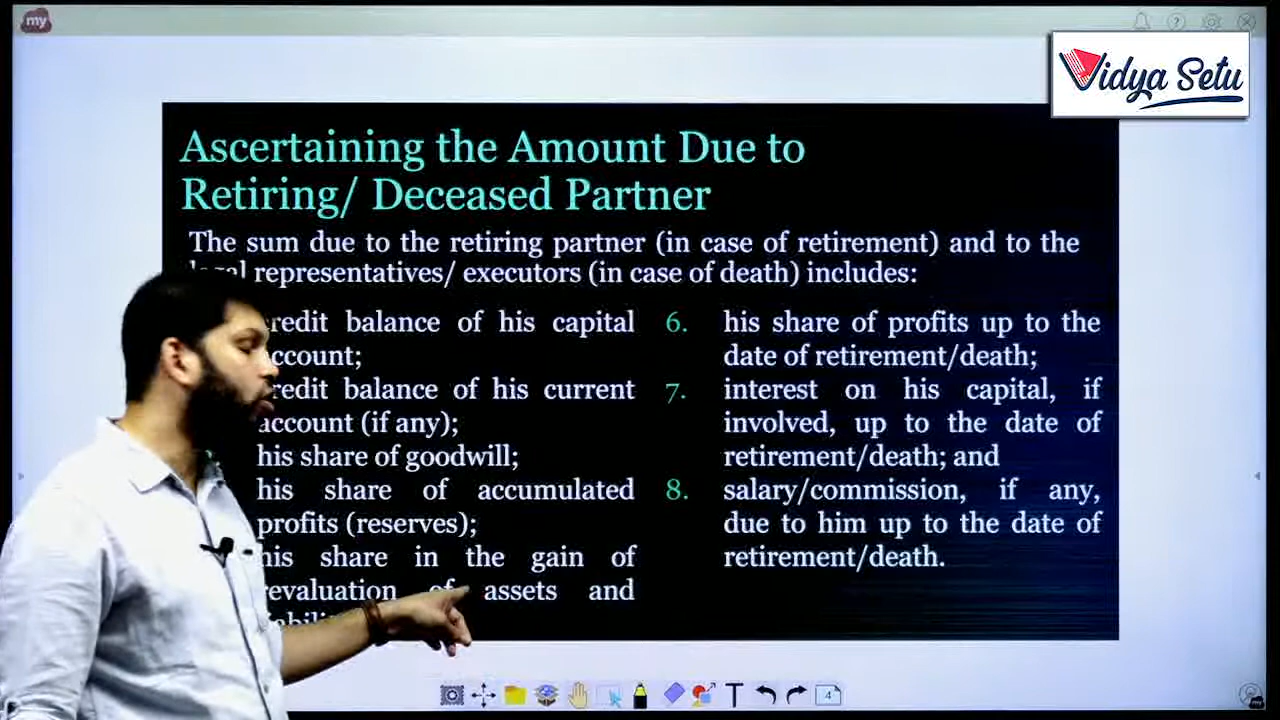 my
Vidya Setu
Ascertaining the Amount Due to
Retiring/ Deceased Partner
The sum due to the retiring partner (in case of retirement) and to the
legal representatives/ executors (in case of death) includes:
credit balance of his capital
account;
credit balance of his current
account (if any);
his share of goodwill;
his share of accumulated
profits (reserves);
his share in the gain of
revaluation of assets and
6. his share of profits up to the
date of retirement/death;
7. interest on his capital, if
involved, up to the date of
retirement/death; and
8. salary/commission, if any,
due to him up to the date of
retirement/death.
T
4